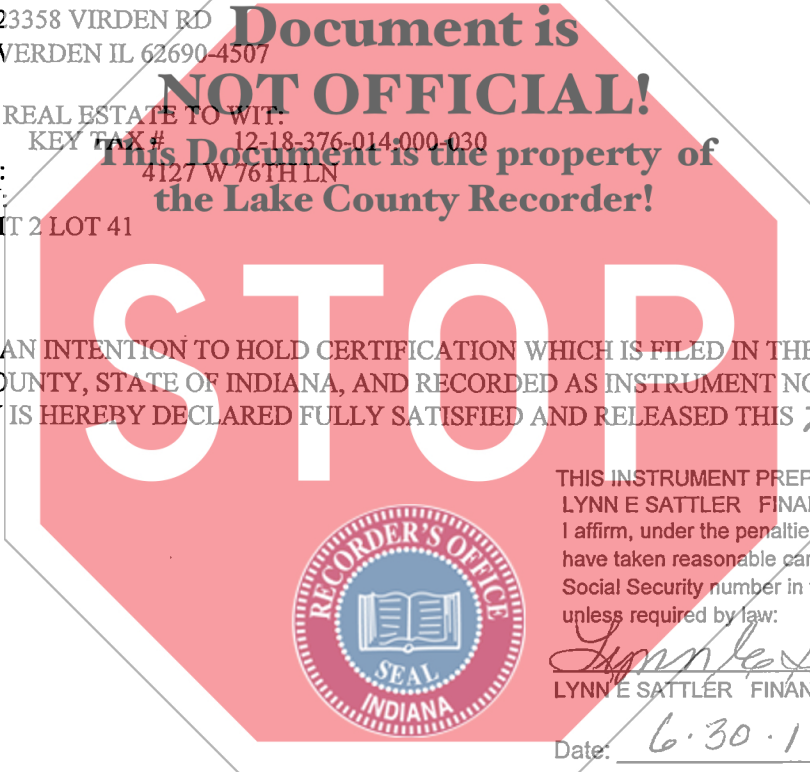 23358 VIRDEN RD
VERDEN IL 62690-4507
Document is
NOT OFFICIAL!
REAL ESTATE TO WIT:
KEY TAX # 12-18-376-014-000-030
This Document is the property of
4127 W 76TH LN
the Lake County Recorder!
T 2 LOT 41
STOP
AN INTENTION TO HOLD CERTIFICATION WHICH IS FILED IN THE
OUNTY, STATE OF INDIANA, AND RECORDED AS INSTRUMENT NO
IS HEREBY DECLARED FULLY SATISFIED AND RELEASED THIS
THIS INSTRUMENT PREP
LYNN E SATTLER FINAN
I affirm, under the penaltie
have taken reasonable car
Social Security number in
unless required by law:
LYNN E SATTLER FINAN
Date: 6.30.1
RECORDER'S OFFICE
SEAL
INDIANA